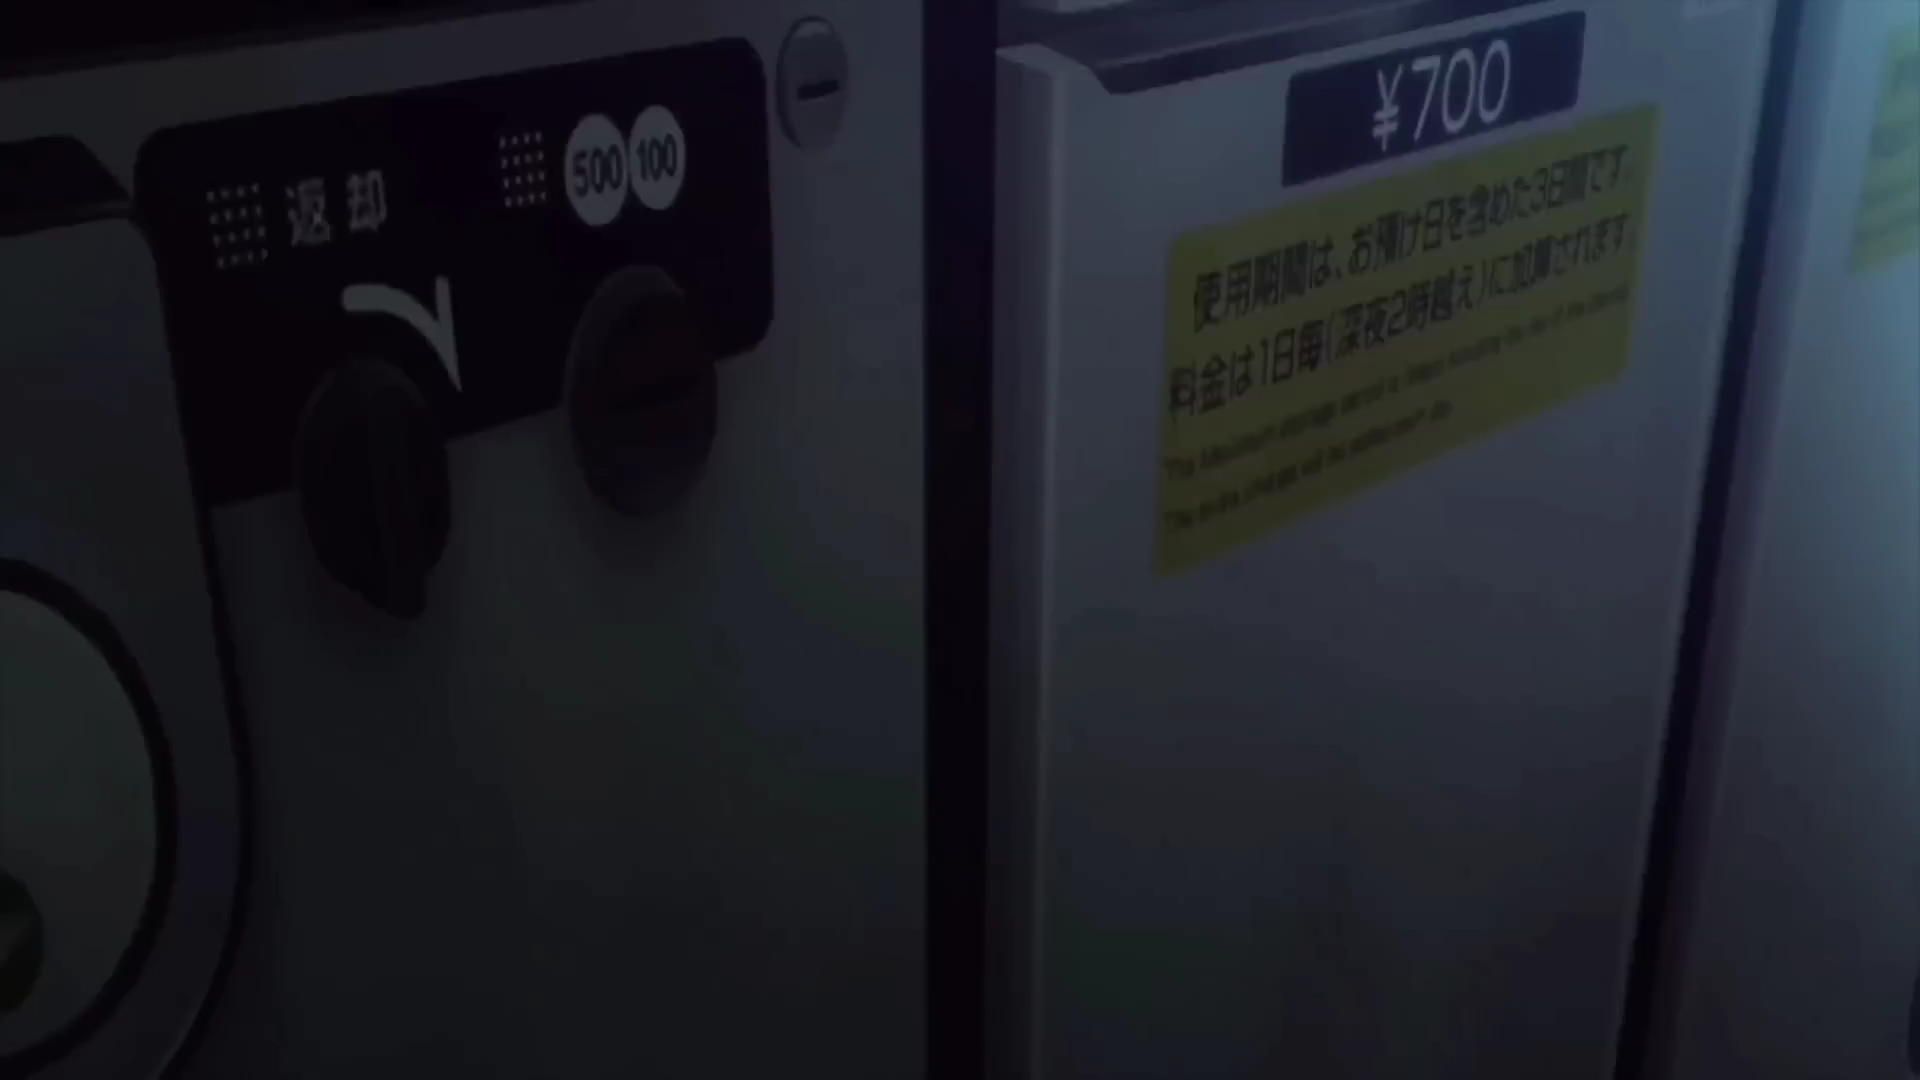 返却
500 100
¥700
使用期間は、お預け日を含めた3日間です。
料金は1日毎(深夜2時越え)に加算されます。